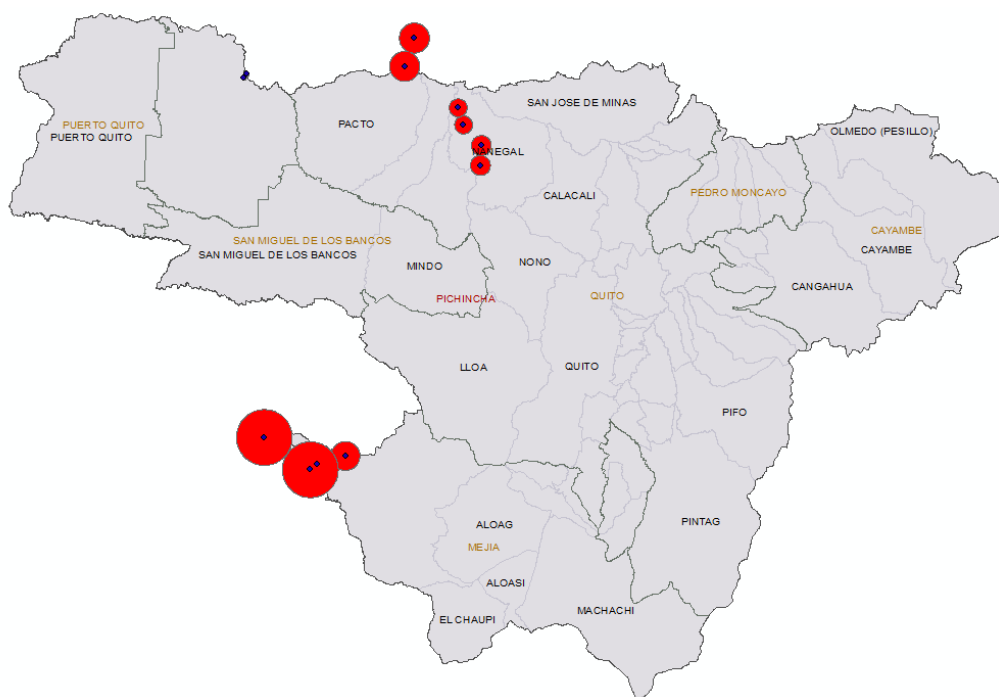 SAN JOSE DE MINAS
PACTO
PUERTO QUITO
PUERTO QUITO
OLMEDO (PESILLO)
NANEGAL
CALACALI
PEDRO MONCAYO
CAYAMBE
CAYAMBE
SAN MIGUEL DE LOS BANCOS
SAN MIGUEL DE LOS BANCOS
MINDO
NONO
CANGAHUA
PICHINCHA
QUITO
LLOA
QUITO
PIFO
ALOAG
PINTAG
MEJIA
ALOASI
MACHACHI
EL CHAUPI